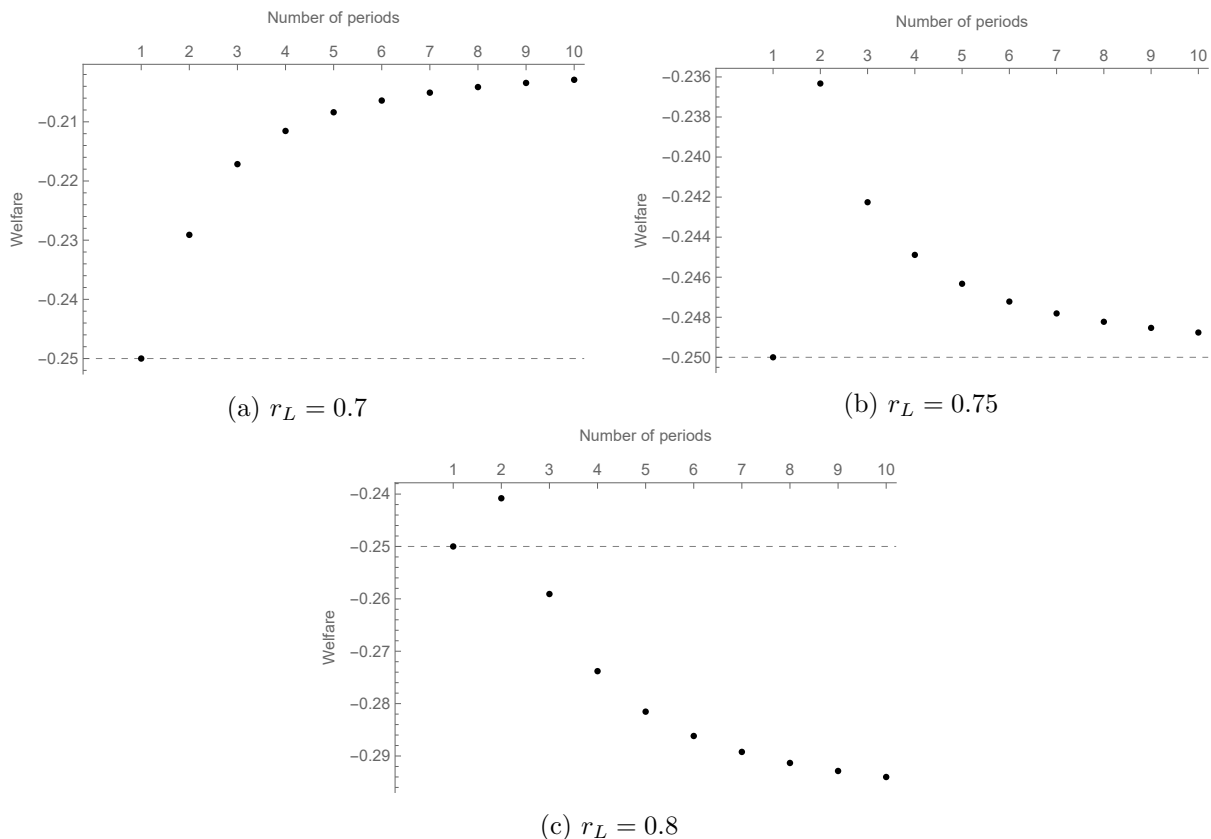 Number of periods
1 2 3 4 5 6 7 8 9 10
−0.21
−0.22
−0.23
−0.24
−0.25
Welfare
(a) r_L = 0.7
Number of periods
1 2 3 4 5 6 7 8 9 10
−0.236
−0.238
−0.240
−0.242
−0.244
−0.246
−0.248
−0.250
Welfare
(b) r_L = 0.75
Number of periods
1 2 3 4 5 6 7 8 9 10
−0.24
−0.25
−0.26
−0.27
−0.28
−0.29
Welfare
(c) r_L = 0.8